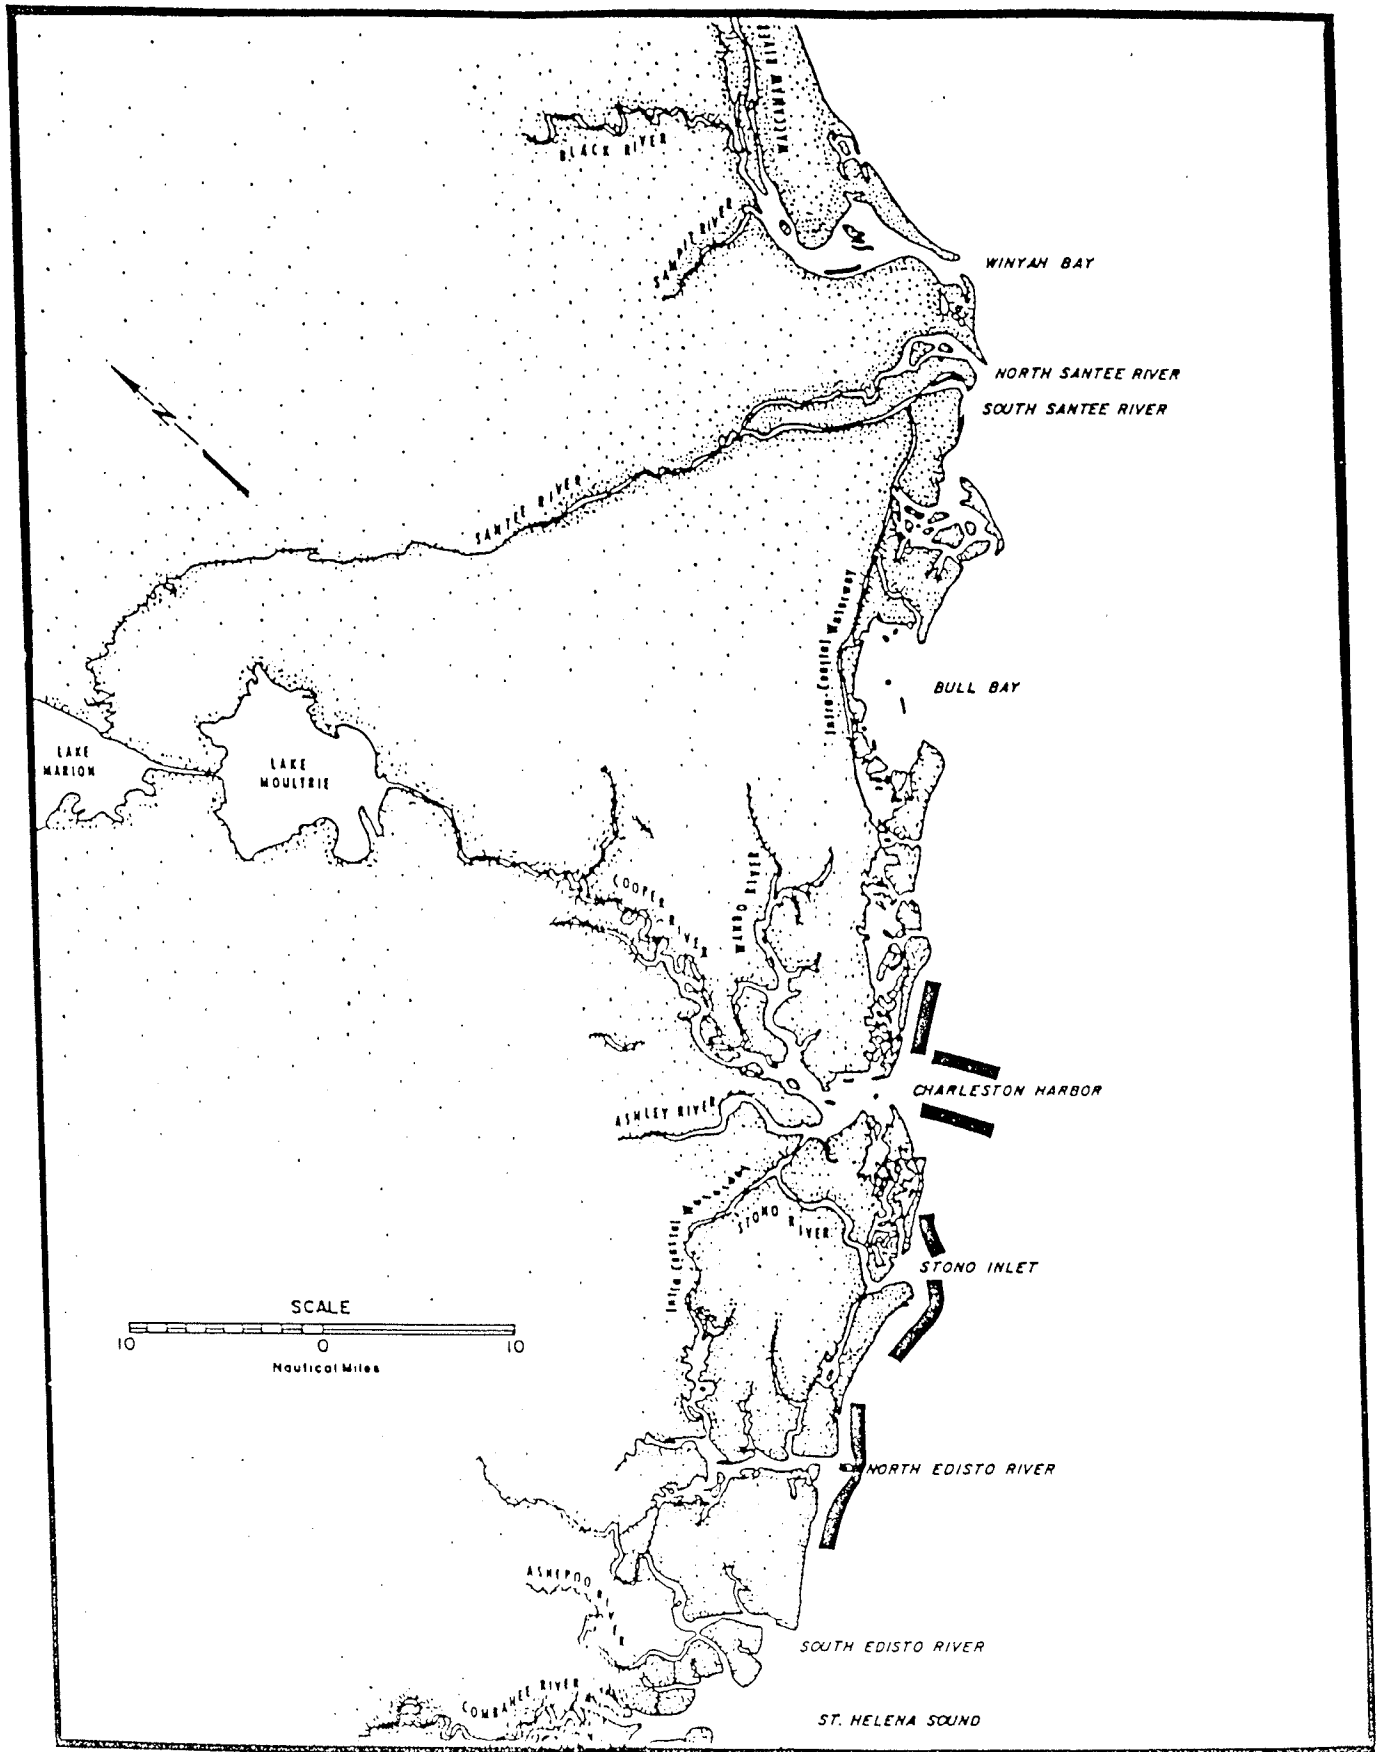 WACCAMAW RIVER
BLACK RIVER
SAMPIT RIVER
WINYAH BAY
NORTH SANTEE RIVER
SOUTH SANTEE RIVER
N
SANTEE RIVER
Intra-Coastal Waterway
BULL BAY
LAKE
MARION
LAKE
MOULTRIE
COOPER RIVER
WANDO RIVER
CHARLESTON HARBOR
ASHLEY RIVER
Intra-Coastal Waterway
STONO RIVER
STONO INLET
SCALE
10 0 10
Nautical Miles
NORTH EDISTO RIVER
ASHEPOO RIVER
SOUTH EDISTO RIVER
COMBAHEE RIVER
ST. HELENA SOUND